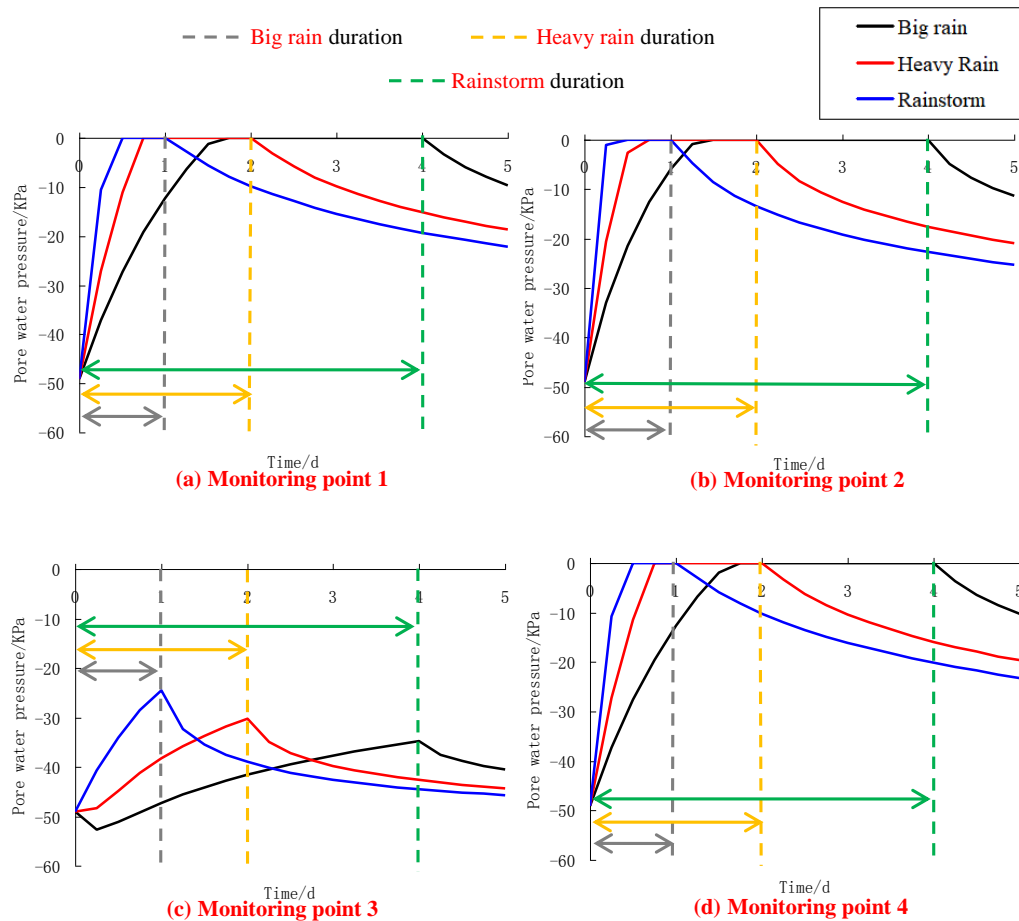 Big rain duration
Heavy rain duration
Rainstorm duration
Big rain
Heavy Rain
Rainstorm
Pore water pressure/KPa
0
-10
-20
-30
-40
-50
-60
0 1 2 3 4 5
Time/d
(a) Monitoring point 1
Pore water pressure/KPa
0
-10
-20
-30
-40
-50
-60
0 1 2 3 4 5
Time/d
(b) Monitoring point 2
Pore water pressure/KPa
0
-10
-20
-30
-40
-50
-60
0 1 2 3 4 5
Time/d
(c) Monitoring point 3
Pore water pressure/KPa
0
-10
-20
-30
-40
-50
-60
0 1 2 3 4 5
Time/d
(d) Monitoring point 4